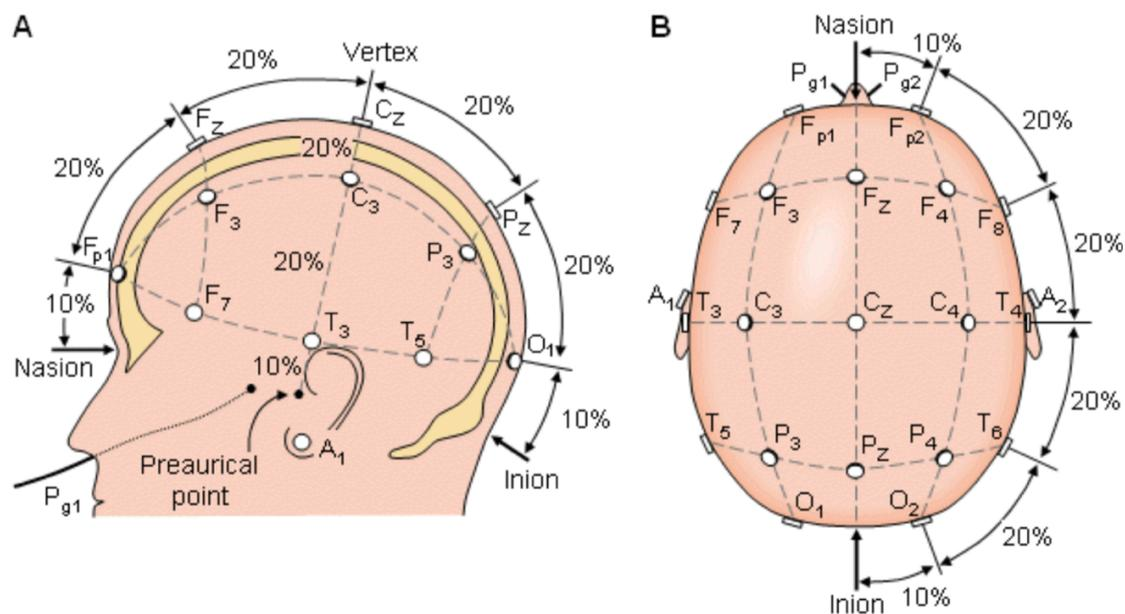 A
Vertex
20%
20%
Fz
Cz
20%
20%
Fp1
F3
C3
Pz
P3
20%
20%
10%
F7
T3
T5
O1
Nasion
10%
10%
A1
Preaurical
point
Inion
Pg1
B
Nasion
10%
Pg1
Pg2
20%
Fp1
Fp2
F7
F3
Fz
F4
F8
20%
A1
T3
C3
Cz
C4
T4
A2
20%
T5
P3
Pz
P4
T6
O1
O2
20%
Inion
10%